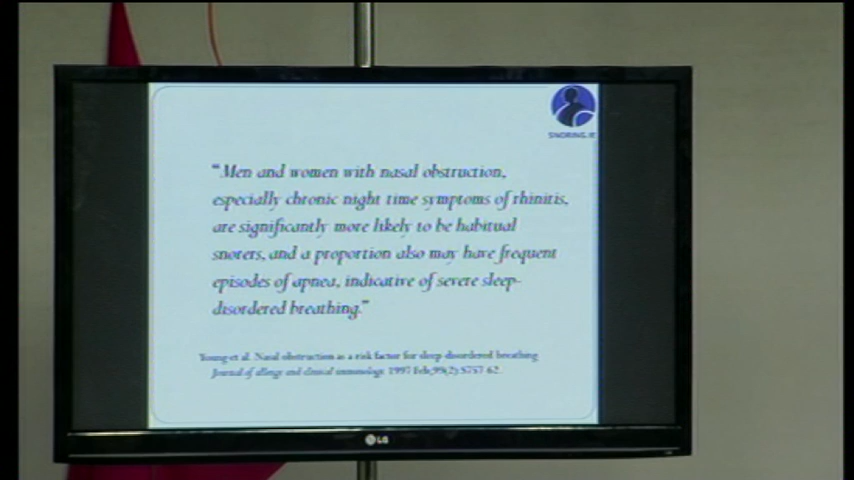 SNORING.IE
“Men and women with nasal obstruction,
especially chronic night time symptoms of rhinitis,
are significantly more likely to be habitual
snorers, and a proportion also may have frequent
episodes of apnea, indicative of severe sleep-
disordered breathing.”
Young et al. Nasal obstruction as a risk factor for sleep disordered breathing
Journal of allergy and clinical immunology. 1997 Feb;99(2):S757-62.
LG